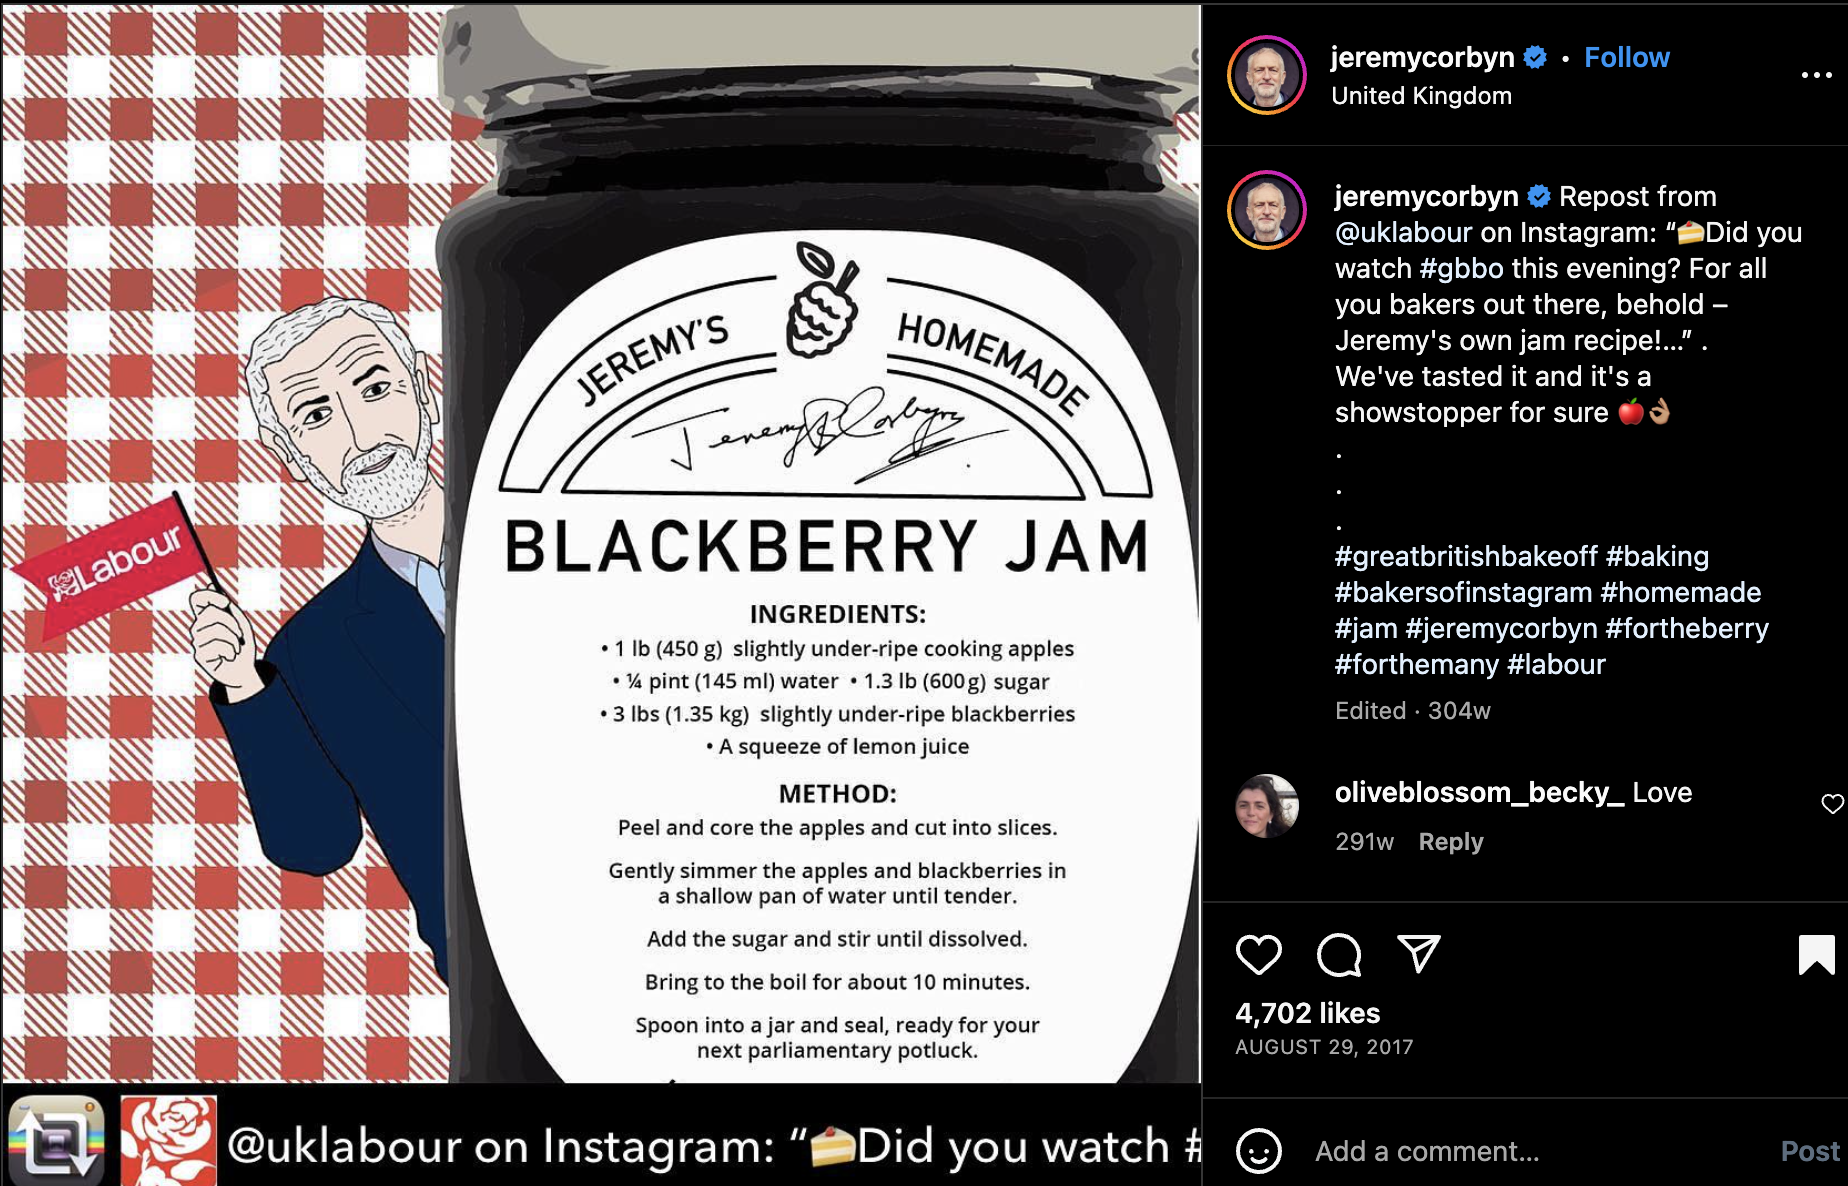 JEREMY'S HOMEMADE
Jeremy Corbyn
BLACKBERRY JAM
INGREDIENTS:
• 1 lb (450 g) slightly under-ripe cooking apples
• ¼ pint (145 ml) water • 1.3 lb (600g) sugar
• 3 lbs (1.35 kg) slightly under-ripe blackberries
• A squeeze of lemon juice
METHOD:
Peel and core the apples and cut into slices.
Gently simmer the apples and blackberries in
a shallow pan of water until tender.
Add the sugar and stir until dissolved.
Bring to the boil for about 10 minutes.
Spoon into a jar and seal, ready for your
next parliamentary potluck.
Labour
@uklabour on Instagram: “🍰Did you watch #
jeremycorbyn • Follow
United Kingdom
jeremycorbyn Repost from
@uklabour on Instagram: “🍰Did you
watch #gbbo this evening? For all
you bakers out there, behold –
Jeremy's own jam recipe!...” .
We've tasted it and it's a
showstopper for sure 🍎👌🏽
.
.
.
#greatbritishbakeoff #baking
#bakersofinstagram #homemade
#jam #jeremycorbyn #fortheberry
#forthemany #labour
Edited · 304w
oliveblossom_becky_ Love
291w Reply
4,702 likes
AUGUST 29, 2017
Add a comment...
Post